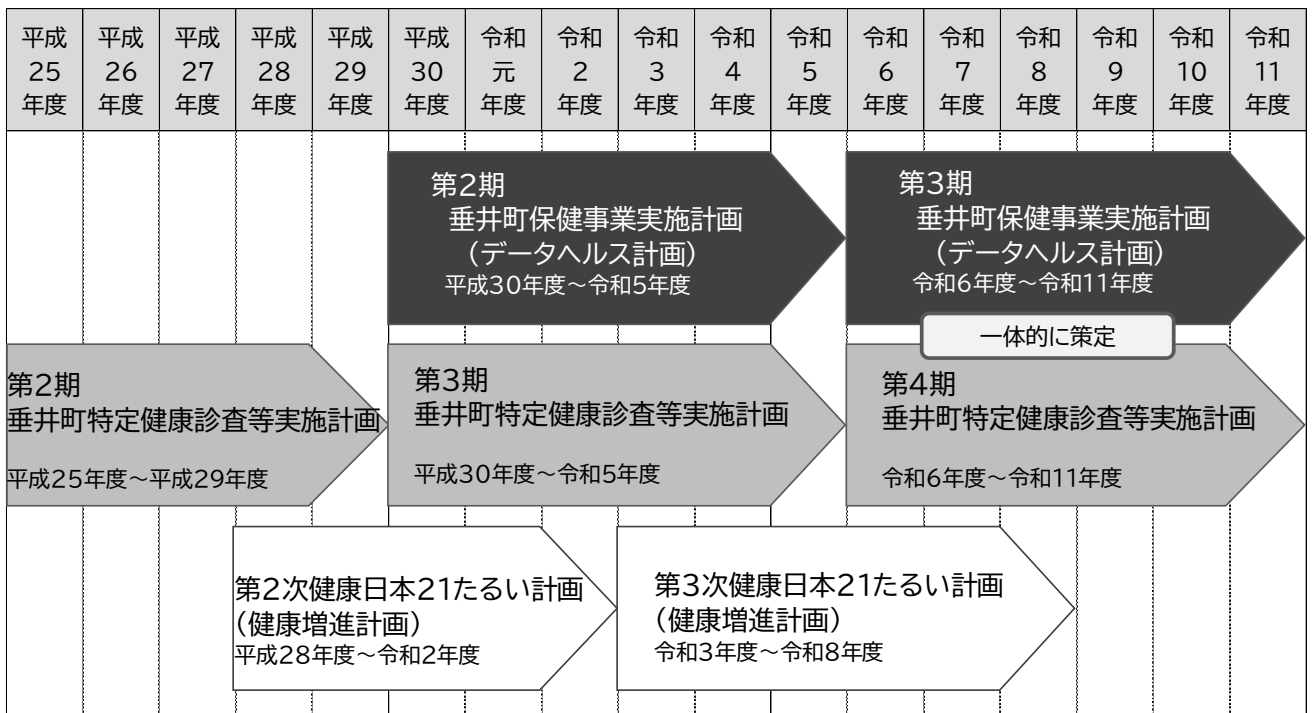 平成
25
年度
平成
26
年度
平成
27
年度
平成
28
年度
平成
29
年度
平成
30
年度
令和
元
年度
令和
2
年度
令和
3
年度
令和
4
年度
令和
5
年度
令和
6
年度
令和
7
年度
令和
8
年度
令和
9
年度
令和
10
年度
令和
11
年度
第2期
垂井町保健事業実施計画
（データヘルス計画）
平成30年度～令和5年度
第3期
垂井町保健事業実施計画
（データヘルス計画）
令和6年度～令和11年度
一体的に策定
第2期
垂井町特定健康診査等実施計画
平成25年度～平成29年度
第3期
垂井町特定健康診査等実施計画
平成30年度～令和5年度
第4期
垂井町特定健康診査等実施計画
令和6年度～令和11年度
第2次健康日本21たるい計画
（健康増進計画）
平成28年度～令和2年度
第3次健康日本21たるい計画
（健康増進計画）
令和3年度～令和8年度